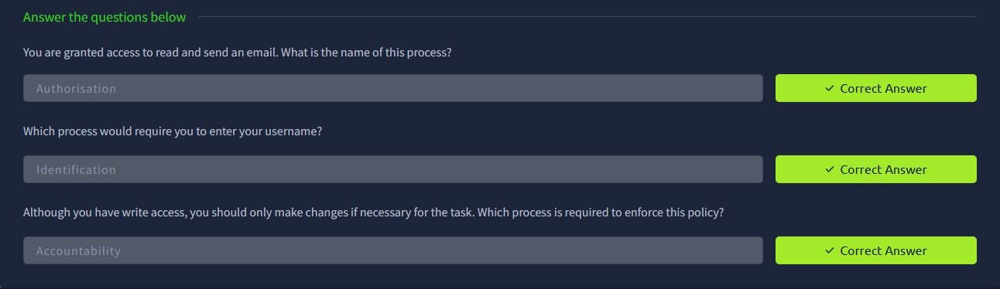 Answer the questions below
You are granted access to read and send an email. What is the name of this process?
Authorisation
✓ Correct Answer
Which process would require you to enter your username?
Identification
✓ Correct Answer
Although you have write access, you should only make changes if necessary for the task. Which process is required to enforce this policy?
Accountability
✓ Correct Answer